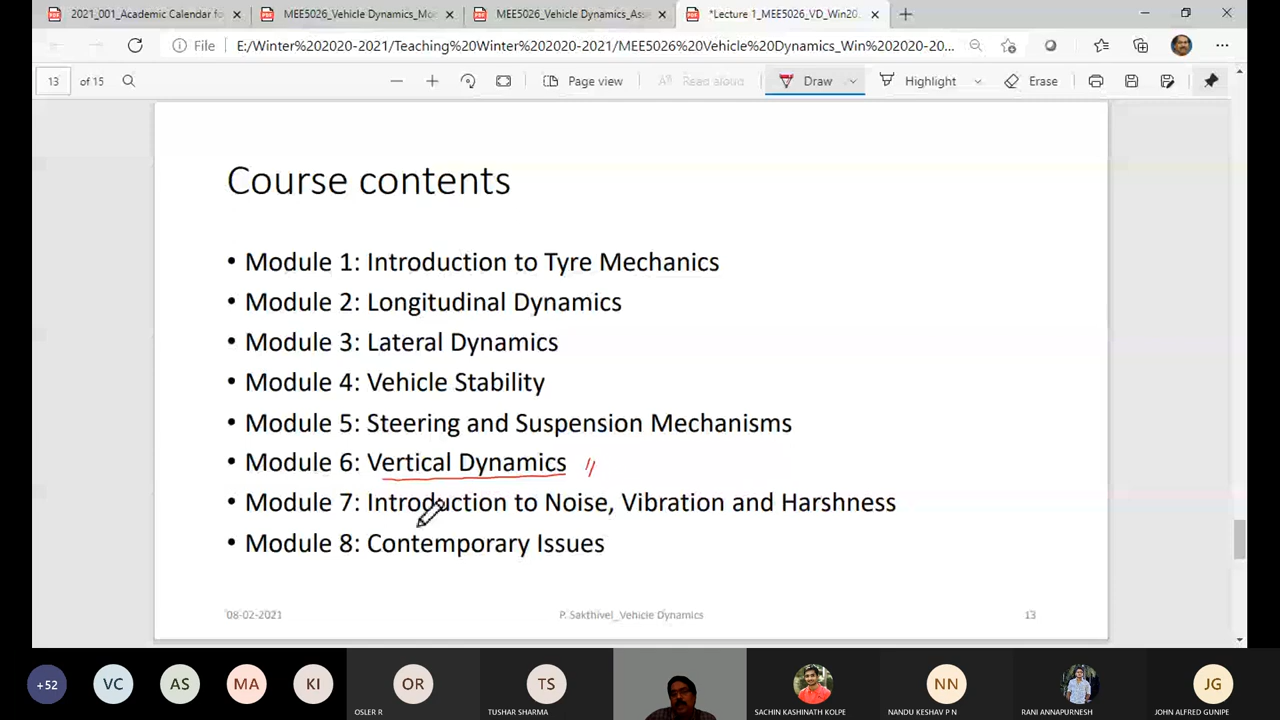 2021_001_Academic Calendar fo
MEE5026_Vehicle Dynamics_Mo
MEE5026_Vehicle Dynamics_Ass
*Lecture 1_MEE5026_VD_Win20
File E:/Winter%202020-2021/Teaching%20Winter%202020-2021/MEE5026%20Vehicle%20Dynamics_Win%202020-20...
13 of 15
Page view
Read aloud
Draw
Highlight
Erase
Course contents
• Module 1: Introduction to Tyre Mechanics
• Module 2: Longitudinal Dynamics
• Module 3: Lateral Dynamics
• Module 4: Vehicle Stability
• Module 5: Steering and Suspension Mechanisms
• Module 6: Vertical Dynamics
• Module 7: Introduction to Noise, Vibration and Harshness
• Module 8: Contemporary Issues
08-02-2021 P. Sakthivel_Vehicle Dynamics 13
+52 VC AS MA KI OR TS NN JG
OSLER R TUSHAR SHARMA SACHIN KASHINATH KOLPE NANDU KESHAV P N RANI ANNAPURNESH JOHN ALFRED GUNIPE